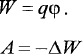 W = qφ.
A = −ΔW